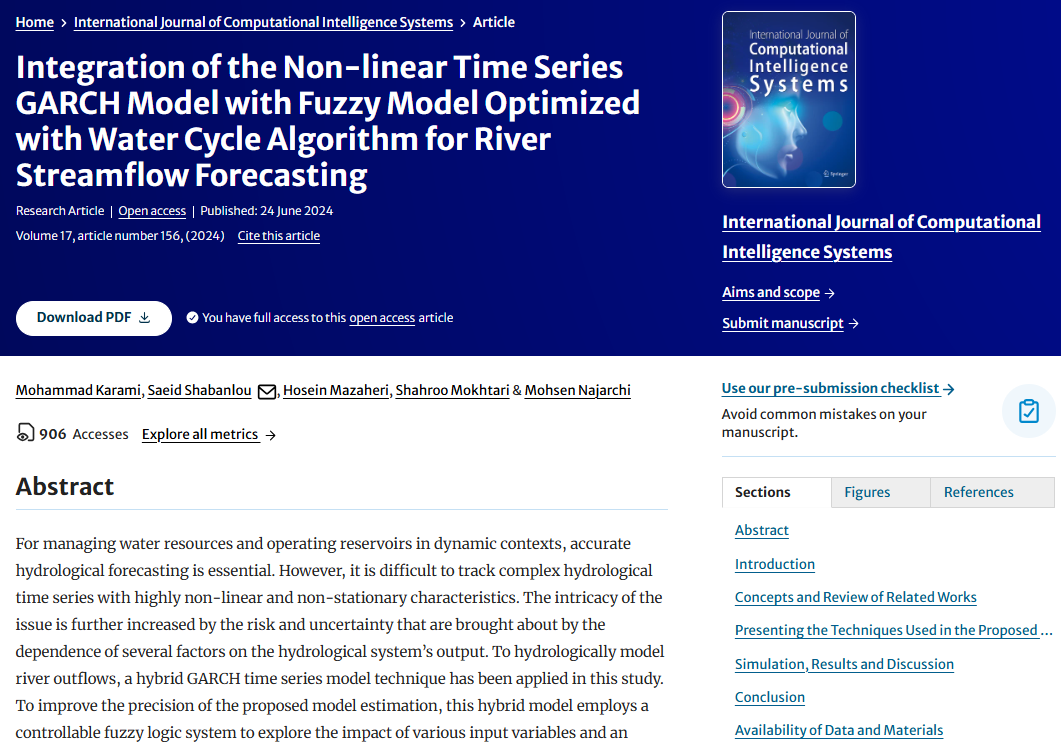 Home > International Journal of Computational Intelligence Systems > Article
Integration of the Non-linear Time Series
GARCH Model with Fuzzy Model Optimized
with Water Cycle Algorithm for River
Streamflow Forecasting
Research Article | Open access | Published: 24 June 2024
Volume 17, article number 156, (2024) Cite this article
Download PDF
You have full access to this open access article
International Journal of
Computational
Intelligence
Systems
Springer
International Journal of Computational
Intelligence Systems
Aims and scope →
Submit manuscript →
Mohammad Karami, Saeid Shabanlou, Hosein Mazaheri, Shahroo Mokhtari & Mohsen Najarchi
906 Accesses Explore all metrics →
Abstract
For managing water resources and operating reservoirs in dynamic contexts, accurate
hydrological forecasting is essential. However, it is difficult to track complex hydrological
time series with highly non-linear and non-stationary characteristics. The intricacy of the
issue is further increased by the risk and uncertainty that are brought about by the
dependence of several factors on the hydrological system’s output. To hydrologically model
river outflows, a hybrid GARCH time series model technique has been applied in this study.
To improve the precision of the proposed model estimation, this hybrid model employs a
controllable fuzzy logic system to explore the impact of various input variables and an
Use our pre-submission checklist →
Avoid common mistakes on your
manuscript.
Sections Figures References
Abstract
Introduction
Concepts and Review of Related Works
Presenting the Techniques Used in the Proposed ...
Simulation, Results and Discussion
Conclusion
Availability of Data and Materials